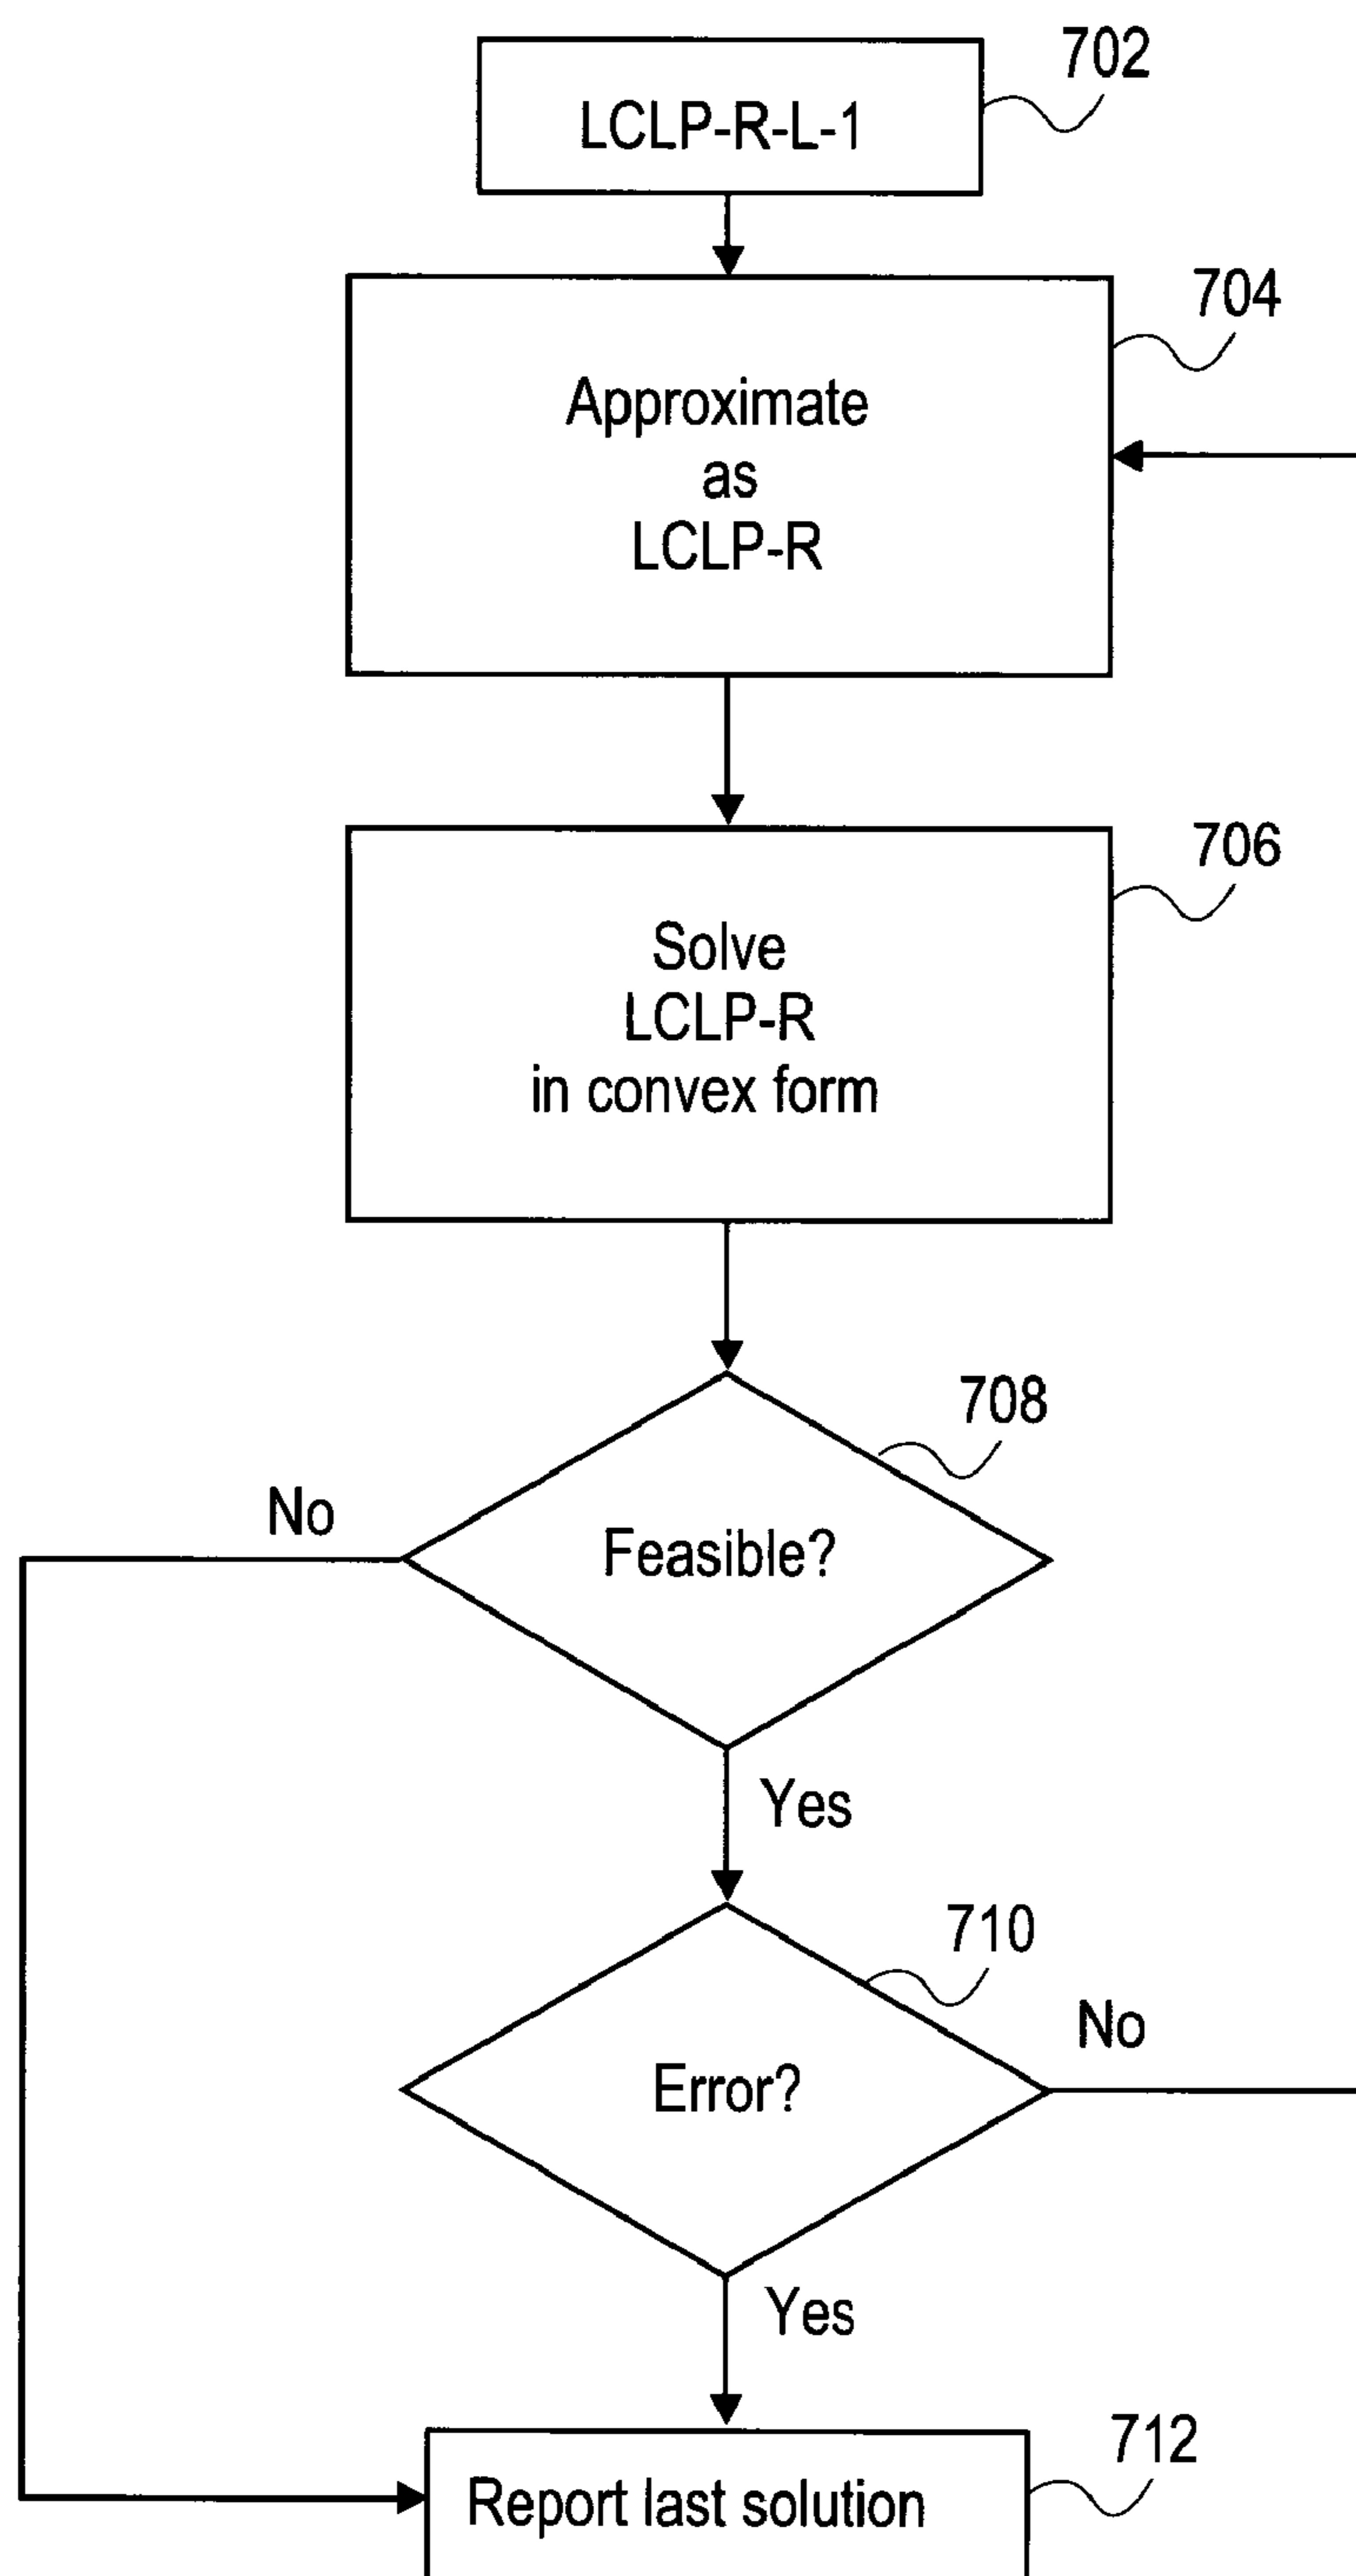 702
LCLP-R-L-1
704
Approximate
as
LCLP-R
706
Solve
LCLP-R
in convex form
708
No
Feasible?
Yes
710
No
Error?
Yes
712
Report last solution